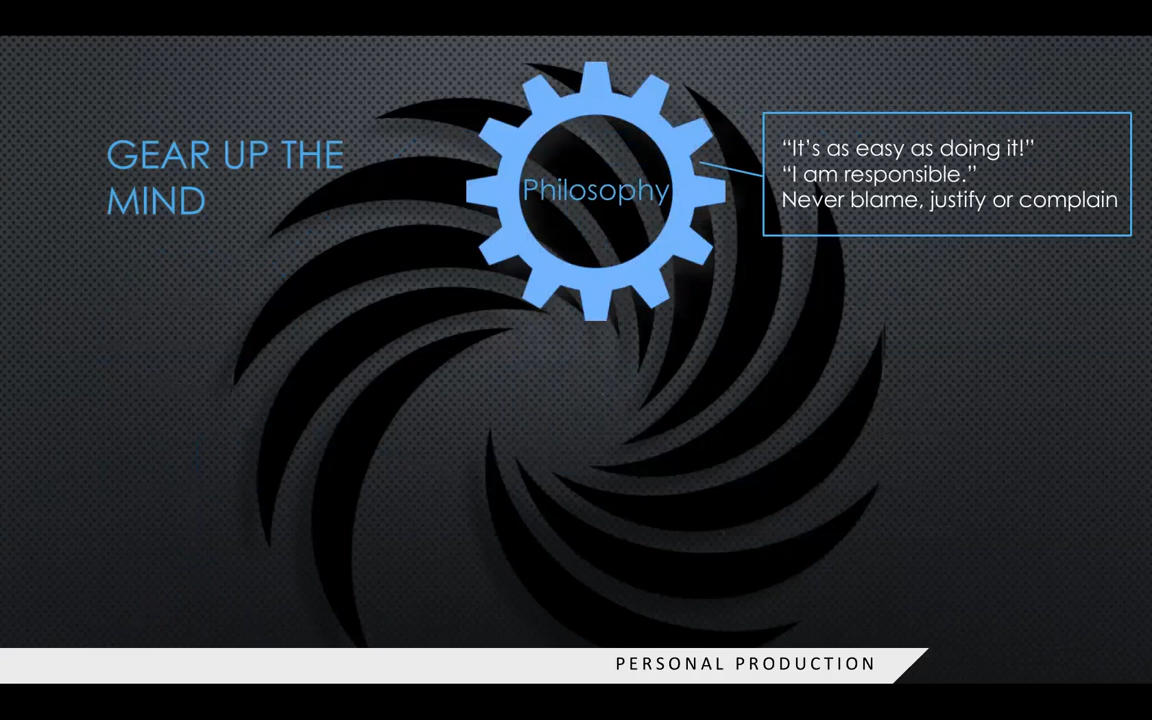 GEAR UP THE
MIND
Philosophy
“It’s as easy as doing it!”
“I am responsible.”
Never blame, justify or complain
PERSONAL PRODUCTION